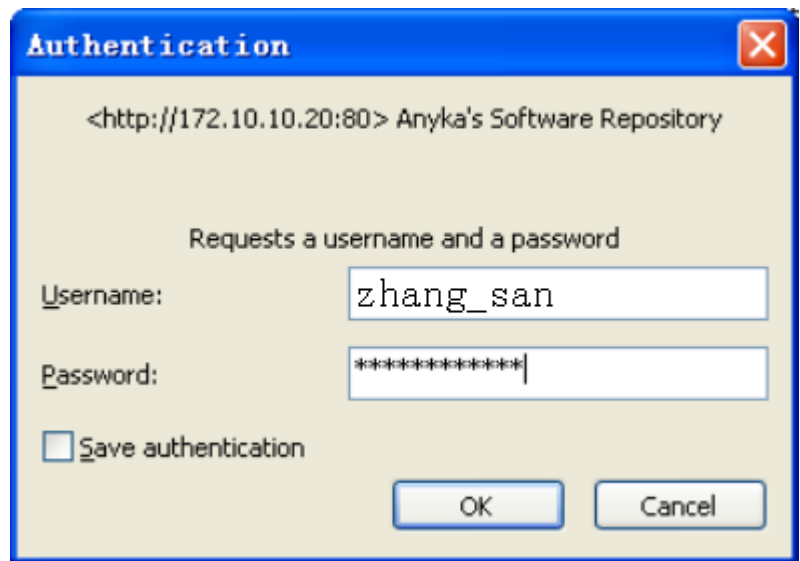 Authentication
<http://172.10.10.20:80> Anyka's Software Repository
Requests a username and a password
Username: zhang_san
Password: ************
Save authentication
OK Cancel